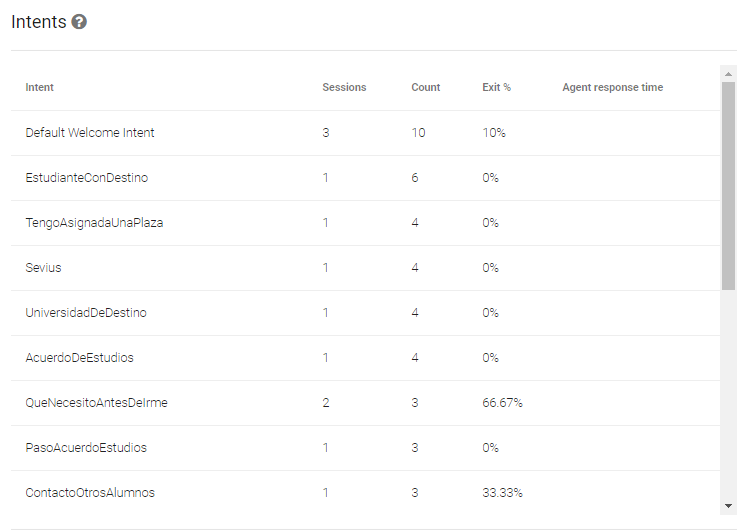 Intents ?
Intent Sessions Count Exit % Agent response time
Default Welcome Intent 3 10 10%
EstudianteConDestino 1 6 0%
TengoAsignadaUnaPlaza 1 4 0%
Sevius 1 4 0%
UniversidadDeDestino 1 4 0%
AcuerdoDeEstudios 1 4 0%
QueNecesitoAntesDeIrme 2 3 66.67%
PasoAcuerdoEstudios 1 3 0%
ContactoOtrosAlumnos 1 3 33.33%